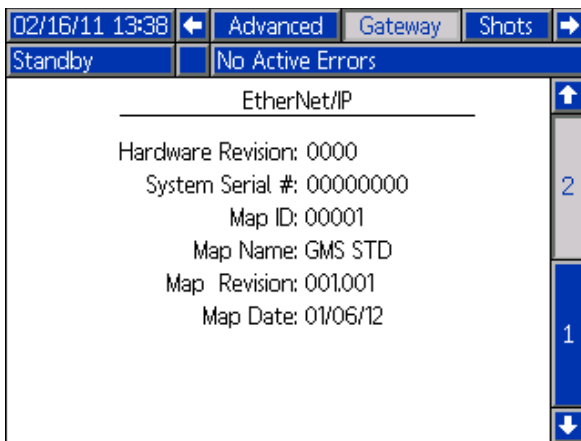 02/16/11 13:38 Advanced Gateway Shots
Standby No Active Errors
EtherNet/IP
Hardware Revision: 0000
System Serial #: 00000000
2
Map ID: 00001
Map Name: GMS STD
Map Revision: 001.001
Map Date: 01/06/12
1